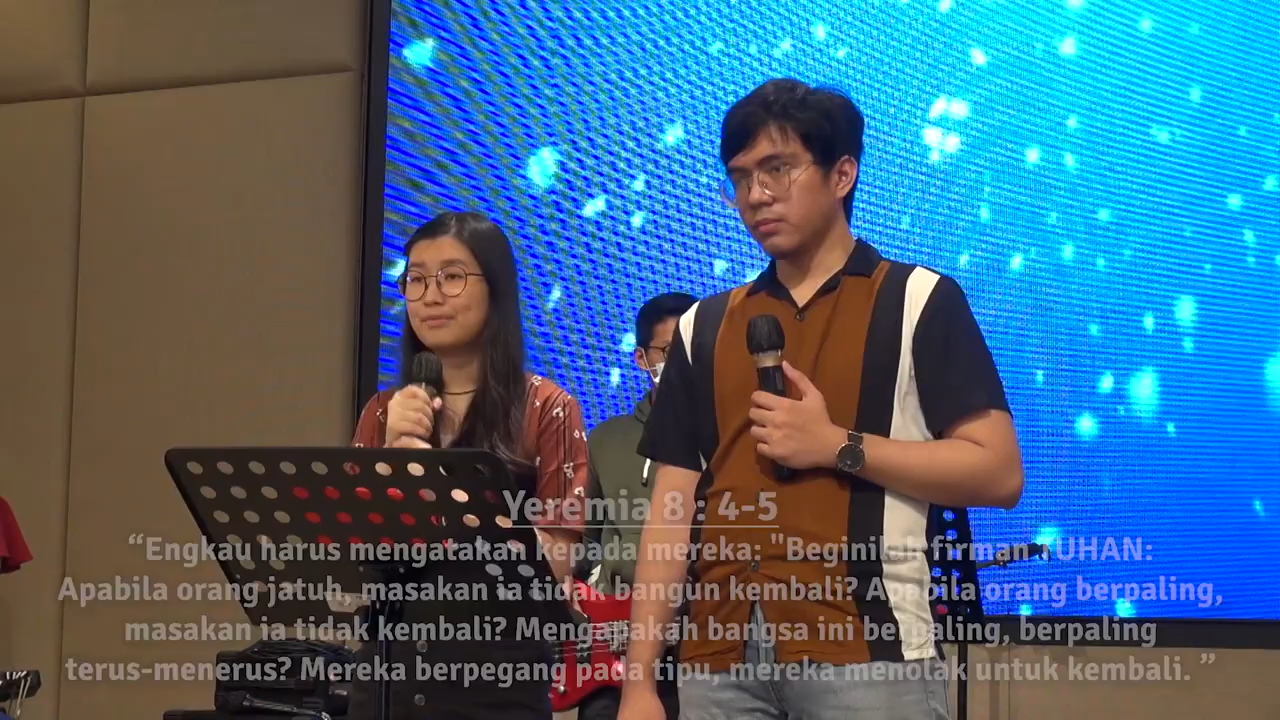 Yeremia 8 : 4-5
“Engkau harus mengatakan kepada mereka: "Beginilah firman TUHAN:
Apabila orang jatuh, masakan ia tidak bangun kembali? Apabila orang berpaling,
masakan ia tidak kembali? Mengapakah bangsa ini berpaling, berpaling
terus-menerus? Mereka berpegang pada tipu, mereka menolak untuk kembali. ”